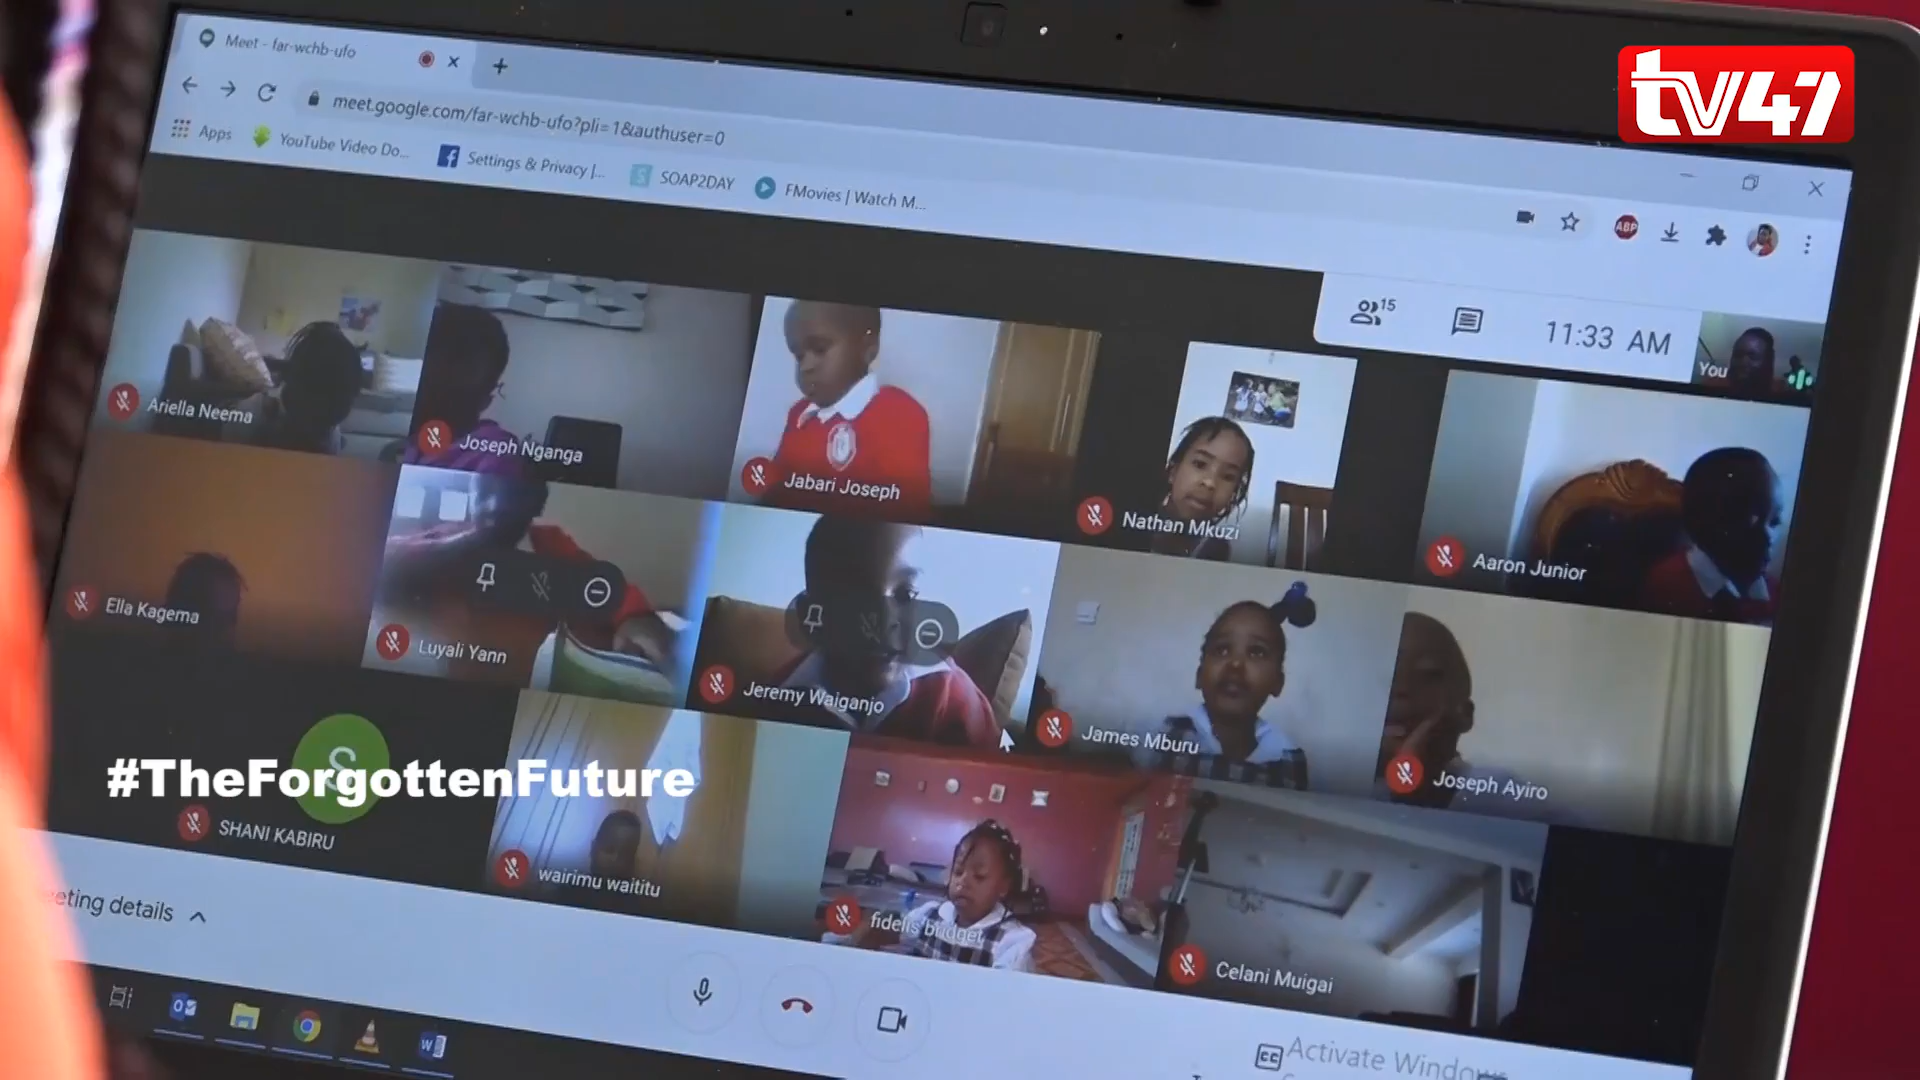 tv47
Meet - far-wchb-ufo
meet.google.com/far-wchb-ufo?pli=1&authuser=0
Apps
YouTube Video Do...
Settings & Privacy |...
SOAP2DAY
FMovies | Watch M...
ABP
15
11:33 AM
You
Ariella Neema
Joseph Nganga
Jabari Joseph
Nathan Mkuzi
Aaron Junior
Ella Kagema
Luyali Yann
Jeremy Waiganjo
James Mburu
Joseph Ayiro
S
#TheForgottenFuture
SHANI KABIRU
wairimu waititu
fidelis bridget
Celani Muigai
eting details
CC
Activate Windows